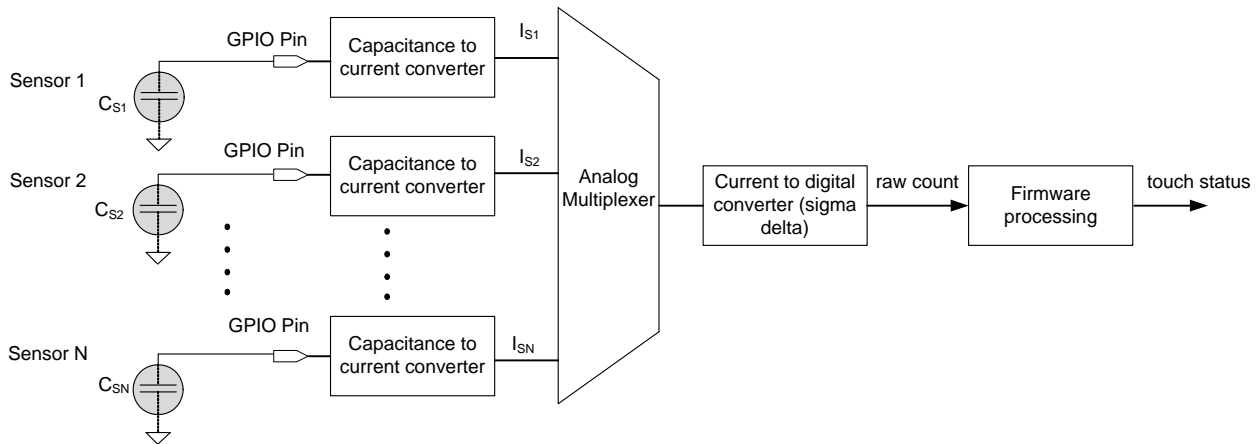 GPIO Pin
Capacitance to
current converter
I_S1
Sensor 1
C_S1
GPIO Pin
Capacitance to
current converter
I_S2
Sensor 2
C_S2
Analog
Multiplexer
Current to digital
converter (sigma
delta)
raw count
Firmware
processing
touch status
GPIO Pin
Capacitance to
current converter
I_SN
Sensor N
C_SN